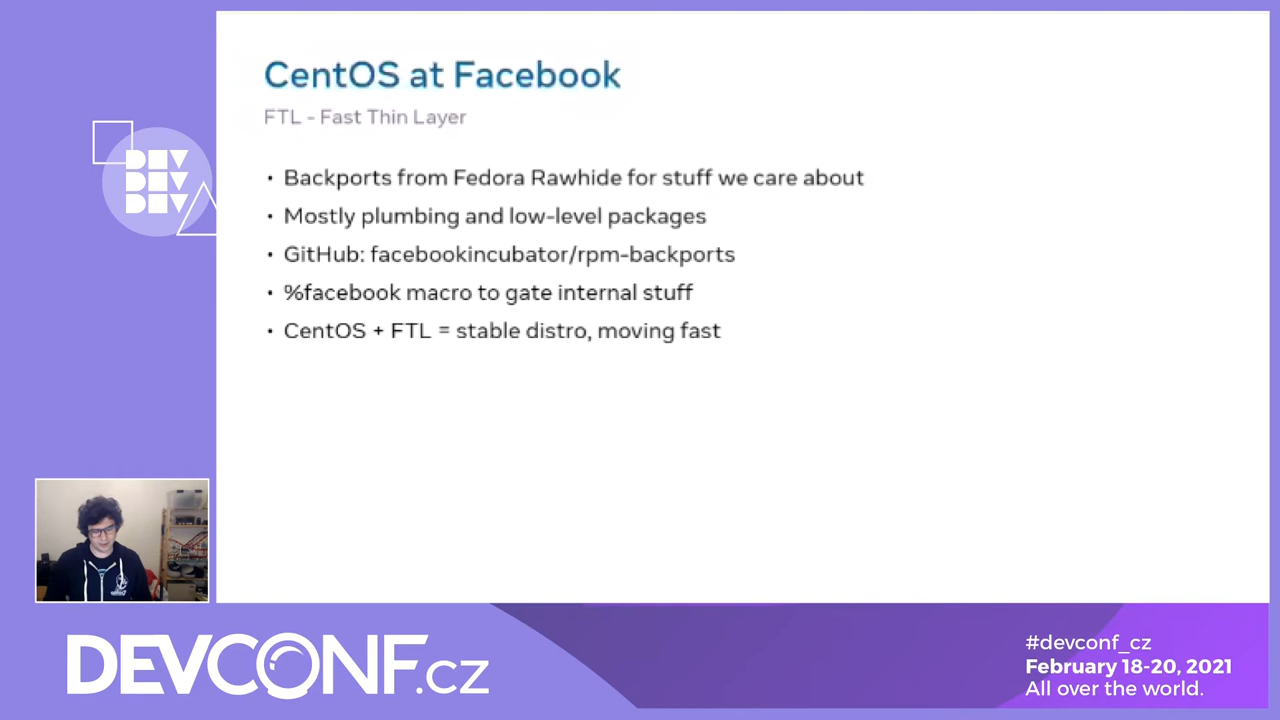 CentOS at Facebook
FTL - Fast Thin Layer
• Backports from Fedora Rawhide for stuff we care about
• Mostly plumbing and low-level packages
• GitHub: facebookincubator/rpm-backports
• %facebook macro to gate internal stuff
• CentOS + FTL = stable distro, moving fast
DEV
DEV
DEV
DEVCONF.cz
#devconf_cz
February 18-20, 2021
All over the world.